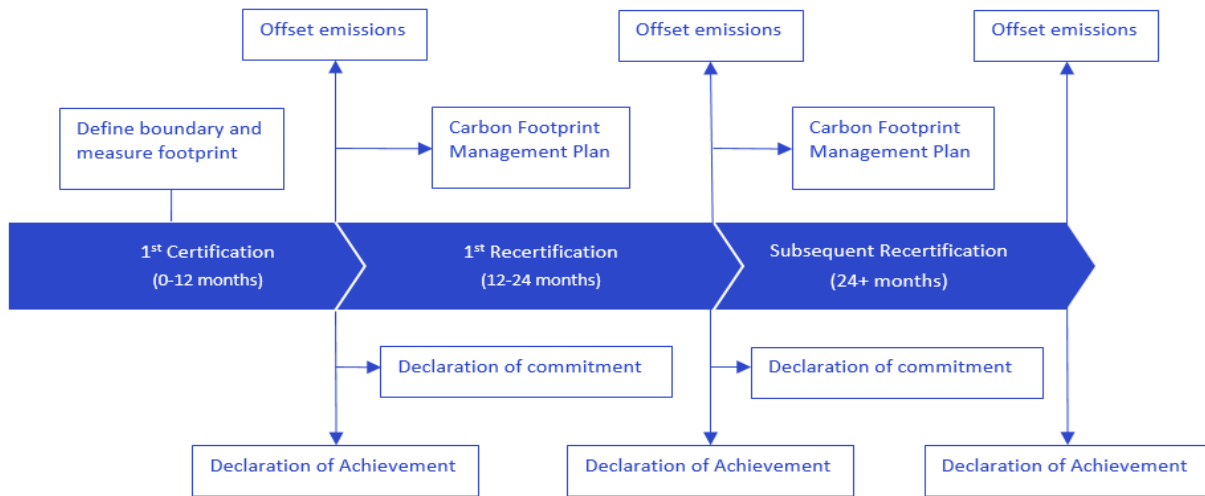 Offset emissions
Offset emissions
Offset emissions
Define boundary and
measure footprint
Carbon Footprint
Management Plan
Carbon Footprint
Management Plan
1st Certification
(0-12 months)
1st Recertification
(12-24 months)
Subsequent Recertification
(24+ months)
Declaration of commitment
Declaration of commitment
Declaration of Achievement
Declaration of Achievement
Declaration of Achievement